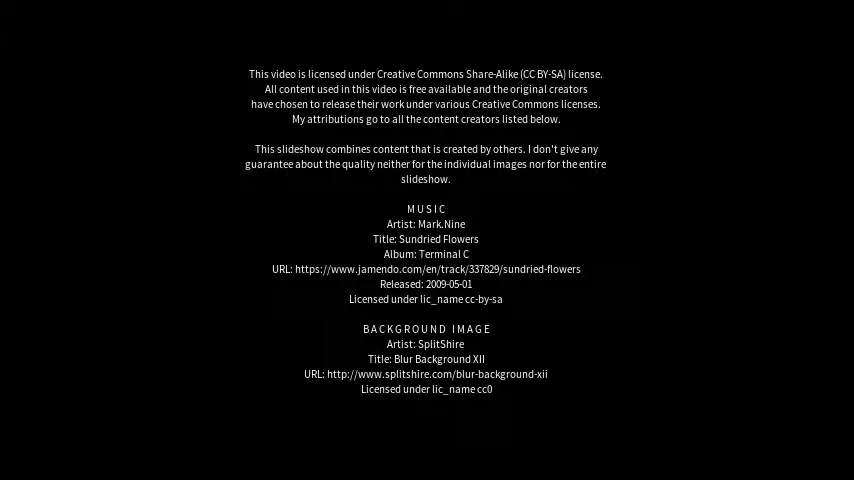 This video is licensed under Creative Commons Share-Alike (CC BY-SA) license.
All content used in this video is free available and the original creators
have chosen to release their work under various Creative Commons licenses.
My attributions go to all the content creators listed below.
This slideshow combines content that is created by others. I don't give any
guarantee about the quality neither for the individual images nor for the entire
slideshow.
MUSIC
Artist: Mark.Nine
Title: Sundried Flowers
Album: Terminal C
URL: https://www.jamendo.com/en/track/337829/sundried-flowers
Released: 2009-05-01
Licensed under lic_name cc-by-sa
BACKGROUND IMAGE
Artist: SplitShire
Title: Blur Background XII
URL: http://www.splitshire.com/blur-background-xii
Licensed under lic_name cc0